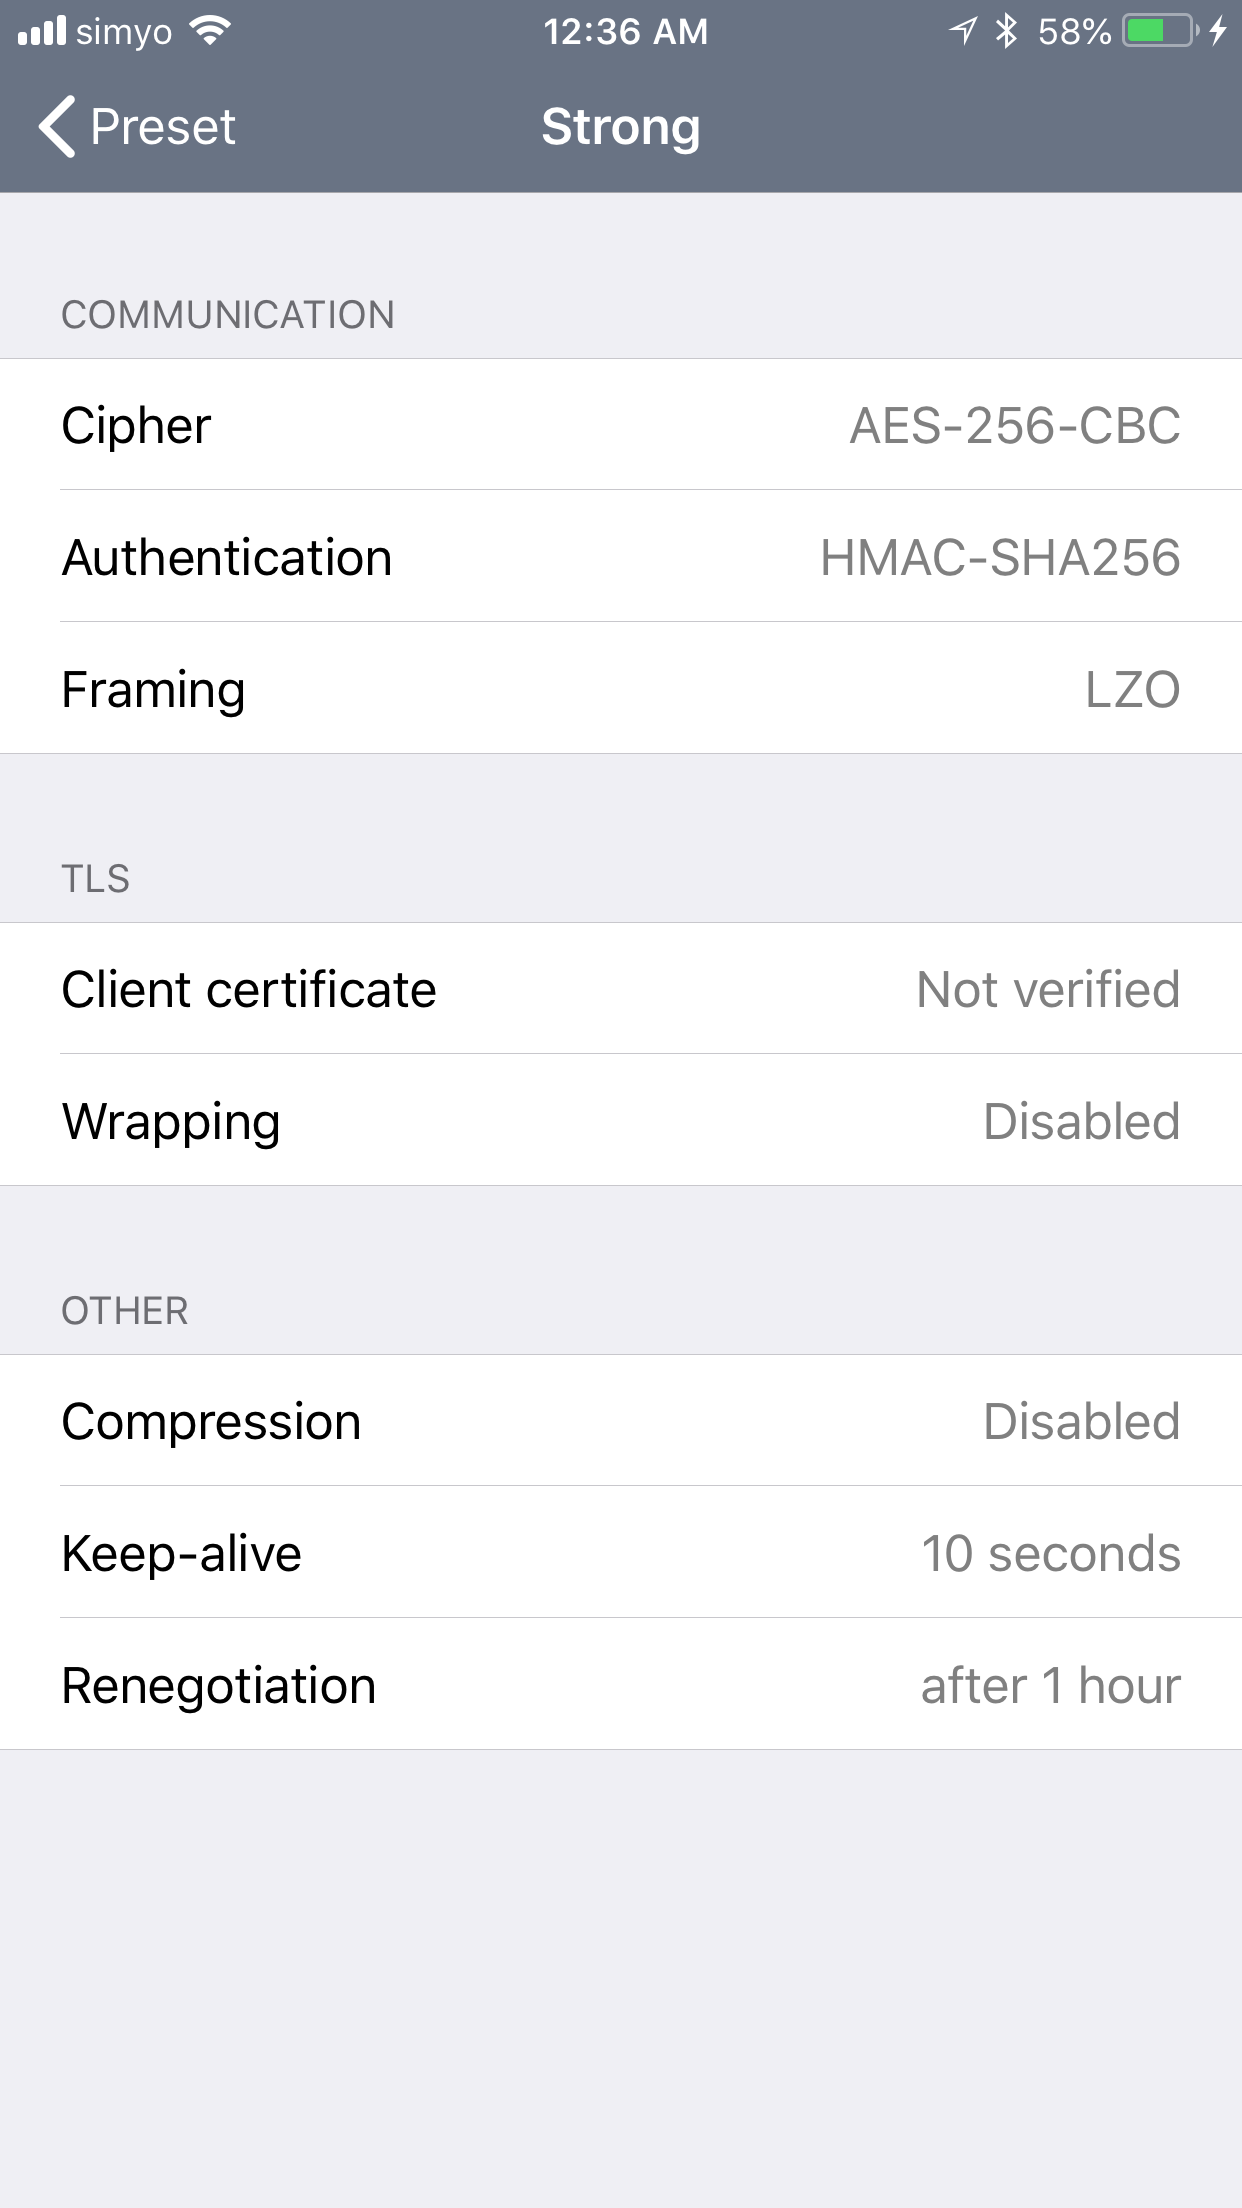 simyo 12:36 AM 58%
Preset Strong
COMMUNICATION
Cipher AES-256-CBC
Authentication HMAC-SHA256
Framing LZO
TLS
Client certificate Not verified
Wrapping Disabled
OTHER
Compression Disabled
Keep-alive 10 seconds
Renegotiation after 1 hour